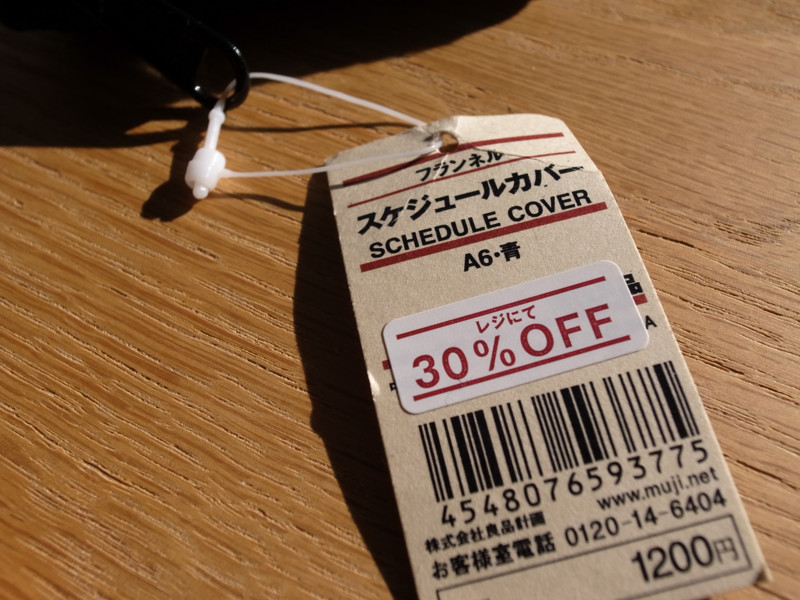 フランネル
スケジュールカバー
SCHEDULE COVER
A6・青
品
A
レジにて
30%OFF
4548076593775
www.muji.net
株式会社良品計画
お客様室電話 0120-14-6404
1200円